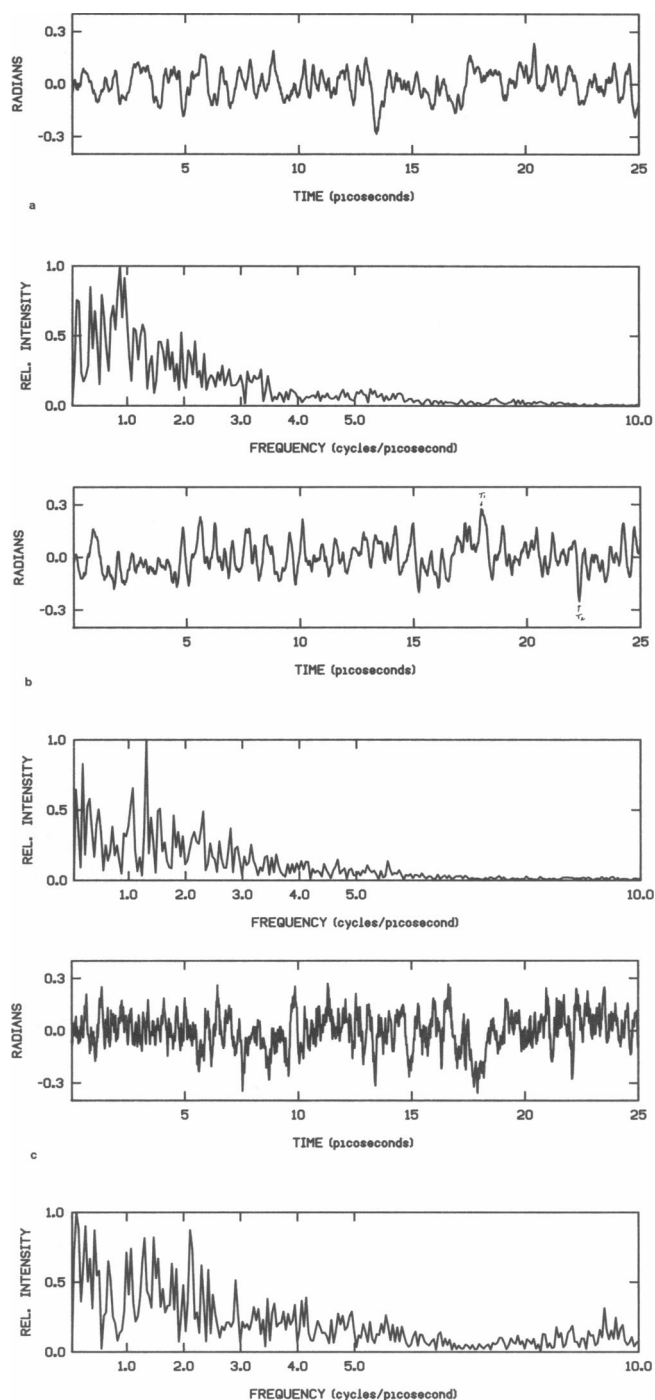 0.3
0.0
-0.3
RADIANS
5 10 15 20 25
TIME (picoseconds)
a
1.0
0.5
0.0
REL. INTENSITY
1.0 2.0 3.0 4.0 5.0 10.0
FREQUENCY (cycles/picosecond)
0.3
0.0
-0.3
RADIANS
T1
T2
5 10 15 20 25
TIME (picoseconds)
b
1.0
0.5
0.0
REL. INTENSITY
1.0 2.0 3.0 4.0 5.0 10.0
FREQUENCY (cycles/picosecond)
0.3
0.0
-0.3
RADIANS
5 10 15 20 25
TIME (picoseconds)
c
1.0
0.5
0.0
REL. INTENSITY
1.0 2.0 3.0 4.0 5.0 10.0
FREQUENCY (cycles/picosecond)